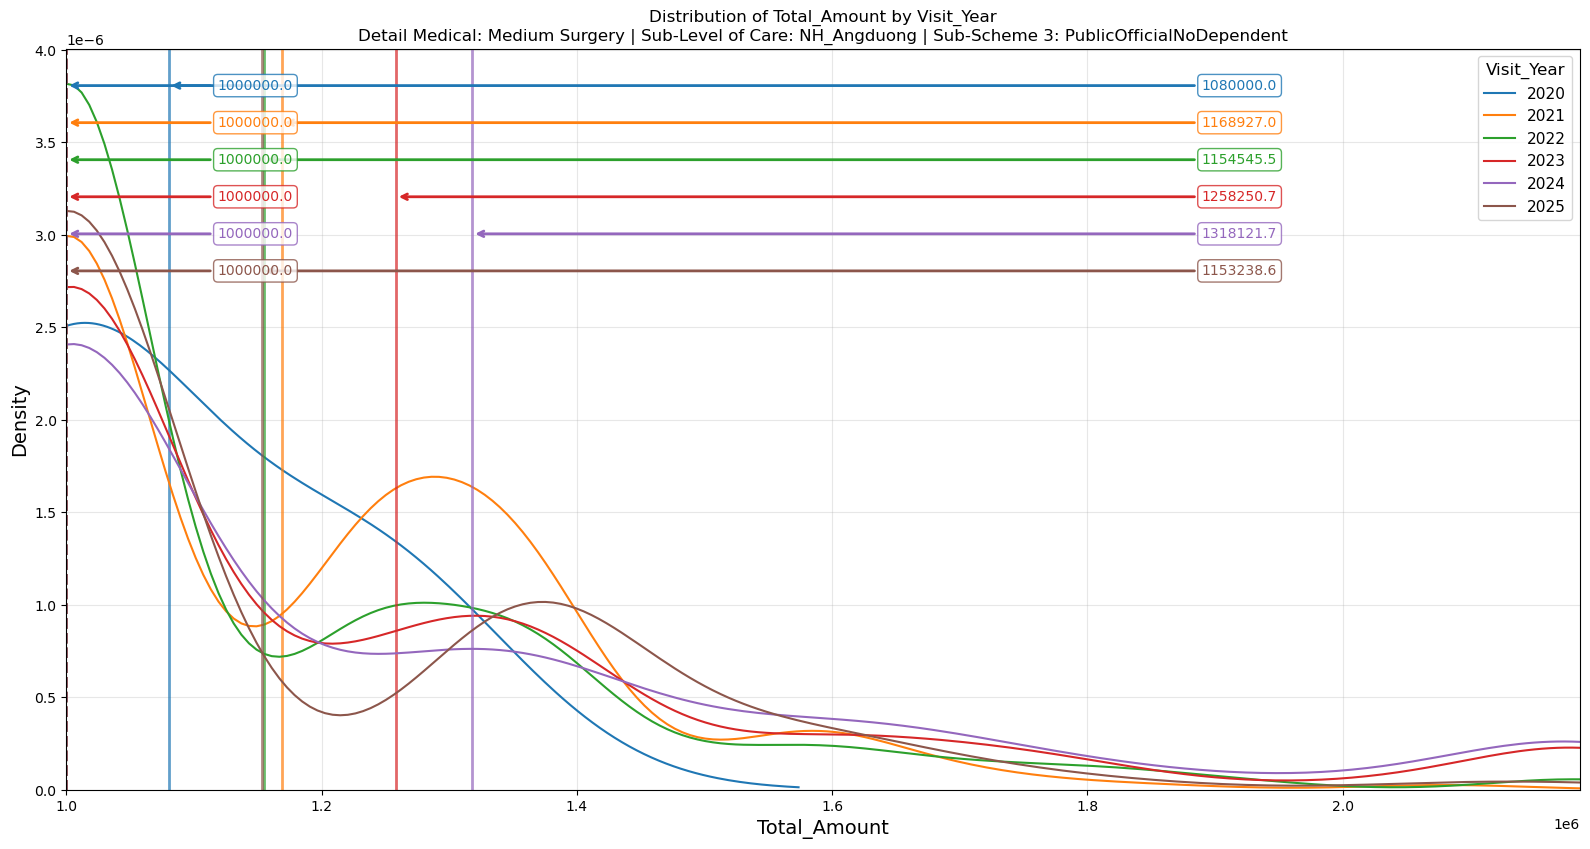 Distribution of Total_Amount by Visit_Year
Detail Medical: Medium Surgery | Sub-Level of Care: NH_Angduong | Sub-Scheme 3: PublicOfficialNoDependent
1e−6
4.0
3.5
3.0
2.5
2.0
1.5
1.0
0.5
0.0
Density
1000000.0 1080000.0
1000000.0 1168927.0
1000000.0 1154545.5
1000000.0 1258250.7
1000000.0 1318121.7
1000000.0 1153238.6
Visit_Year
2020
2021
2022
2023
2024
2025
1.0 1.2 1.4 1.6 1.8 2.0
1e6
Total_Amount